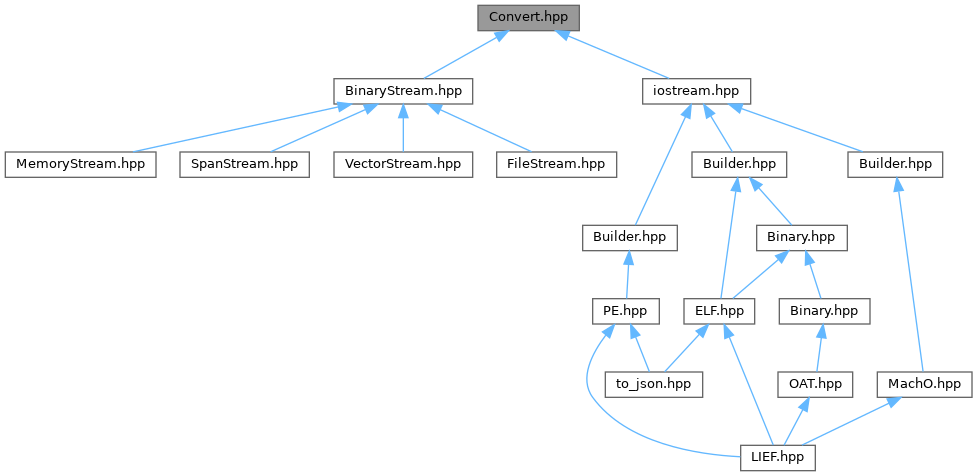 Convert.hpp
BinaryStream.hpp
iostream.hpp
MemoryStream.hpp
SpanStream.hpp
VectorStream.hpp
FileStream.hpp
Builder.hpp
Builder.hpp
Builder.hpp
Binary.hpp
PE.hpp
ELF.hpp
Binary.hpp
to_json.hpp
OAT.hpp
MachO.hpp
LIEF.hpp